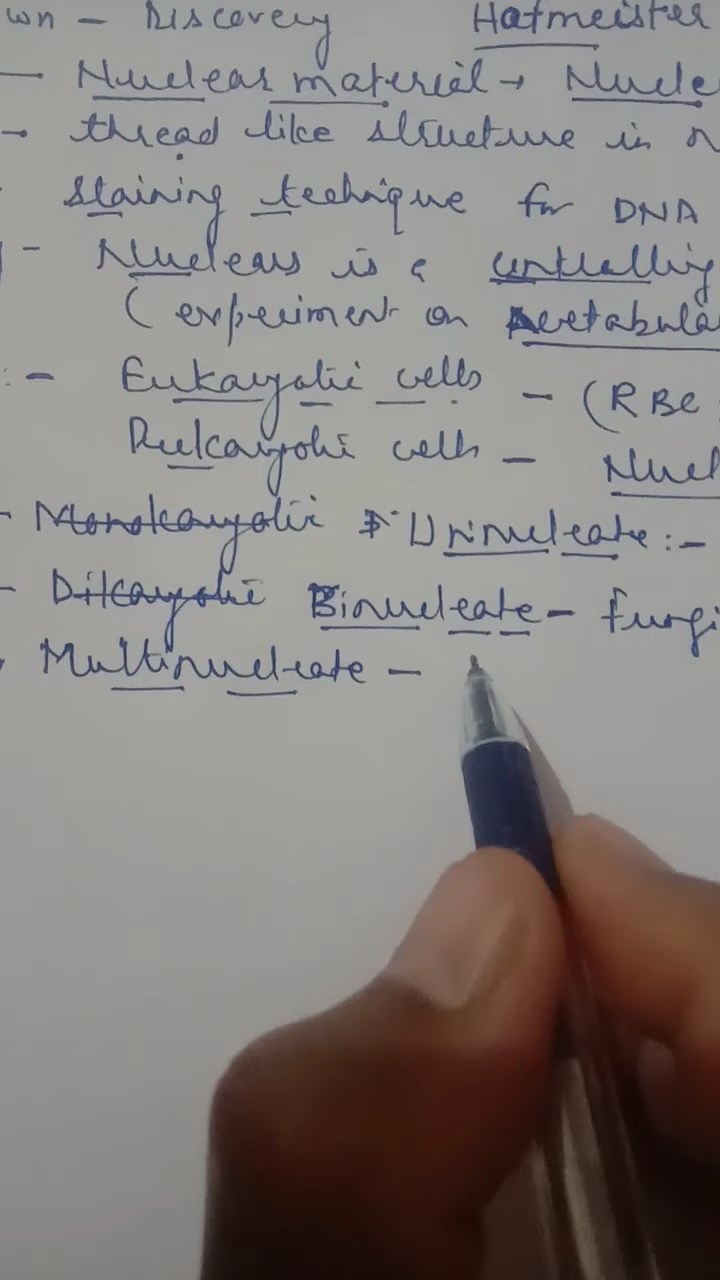 wn - Discovery Hofmeister
— Nuclear material → Nucle
→ thread like structure in n
staining technique for DNA
- Nucleus is a controlling
( experiment on Acetabula
:- Eukaryotic cells - (RBC
Prokaryotic cells - Nucl
- Monokaryotic Uninucleate :-
- Dikaryotic Binucleate - fungi
Multinucleate -